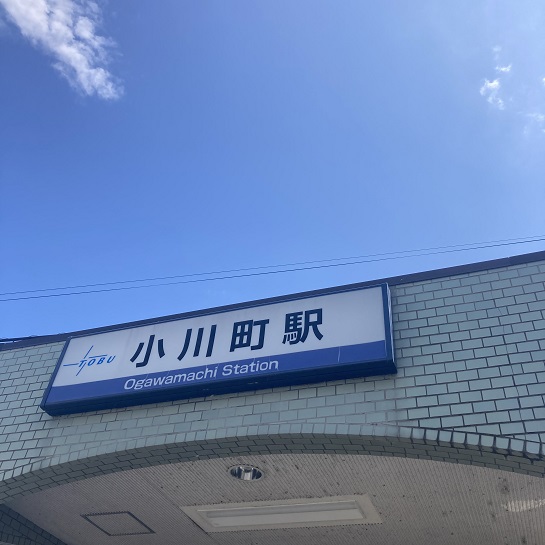 TOBU
小川町駅
Ogawamachi Station